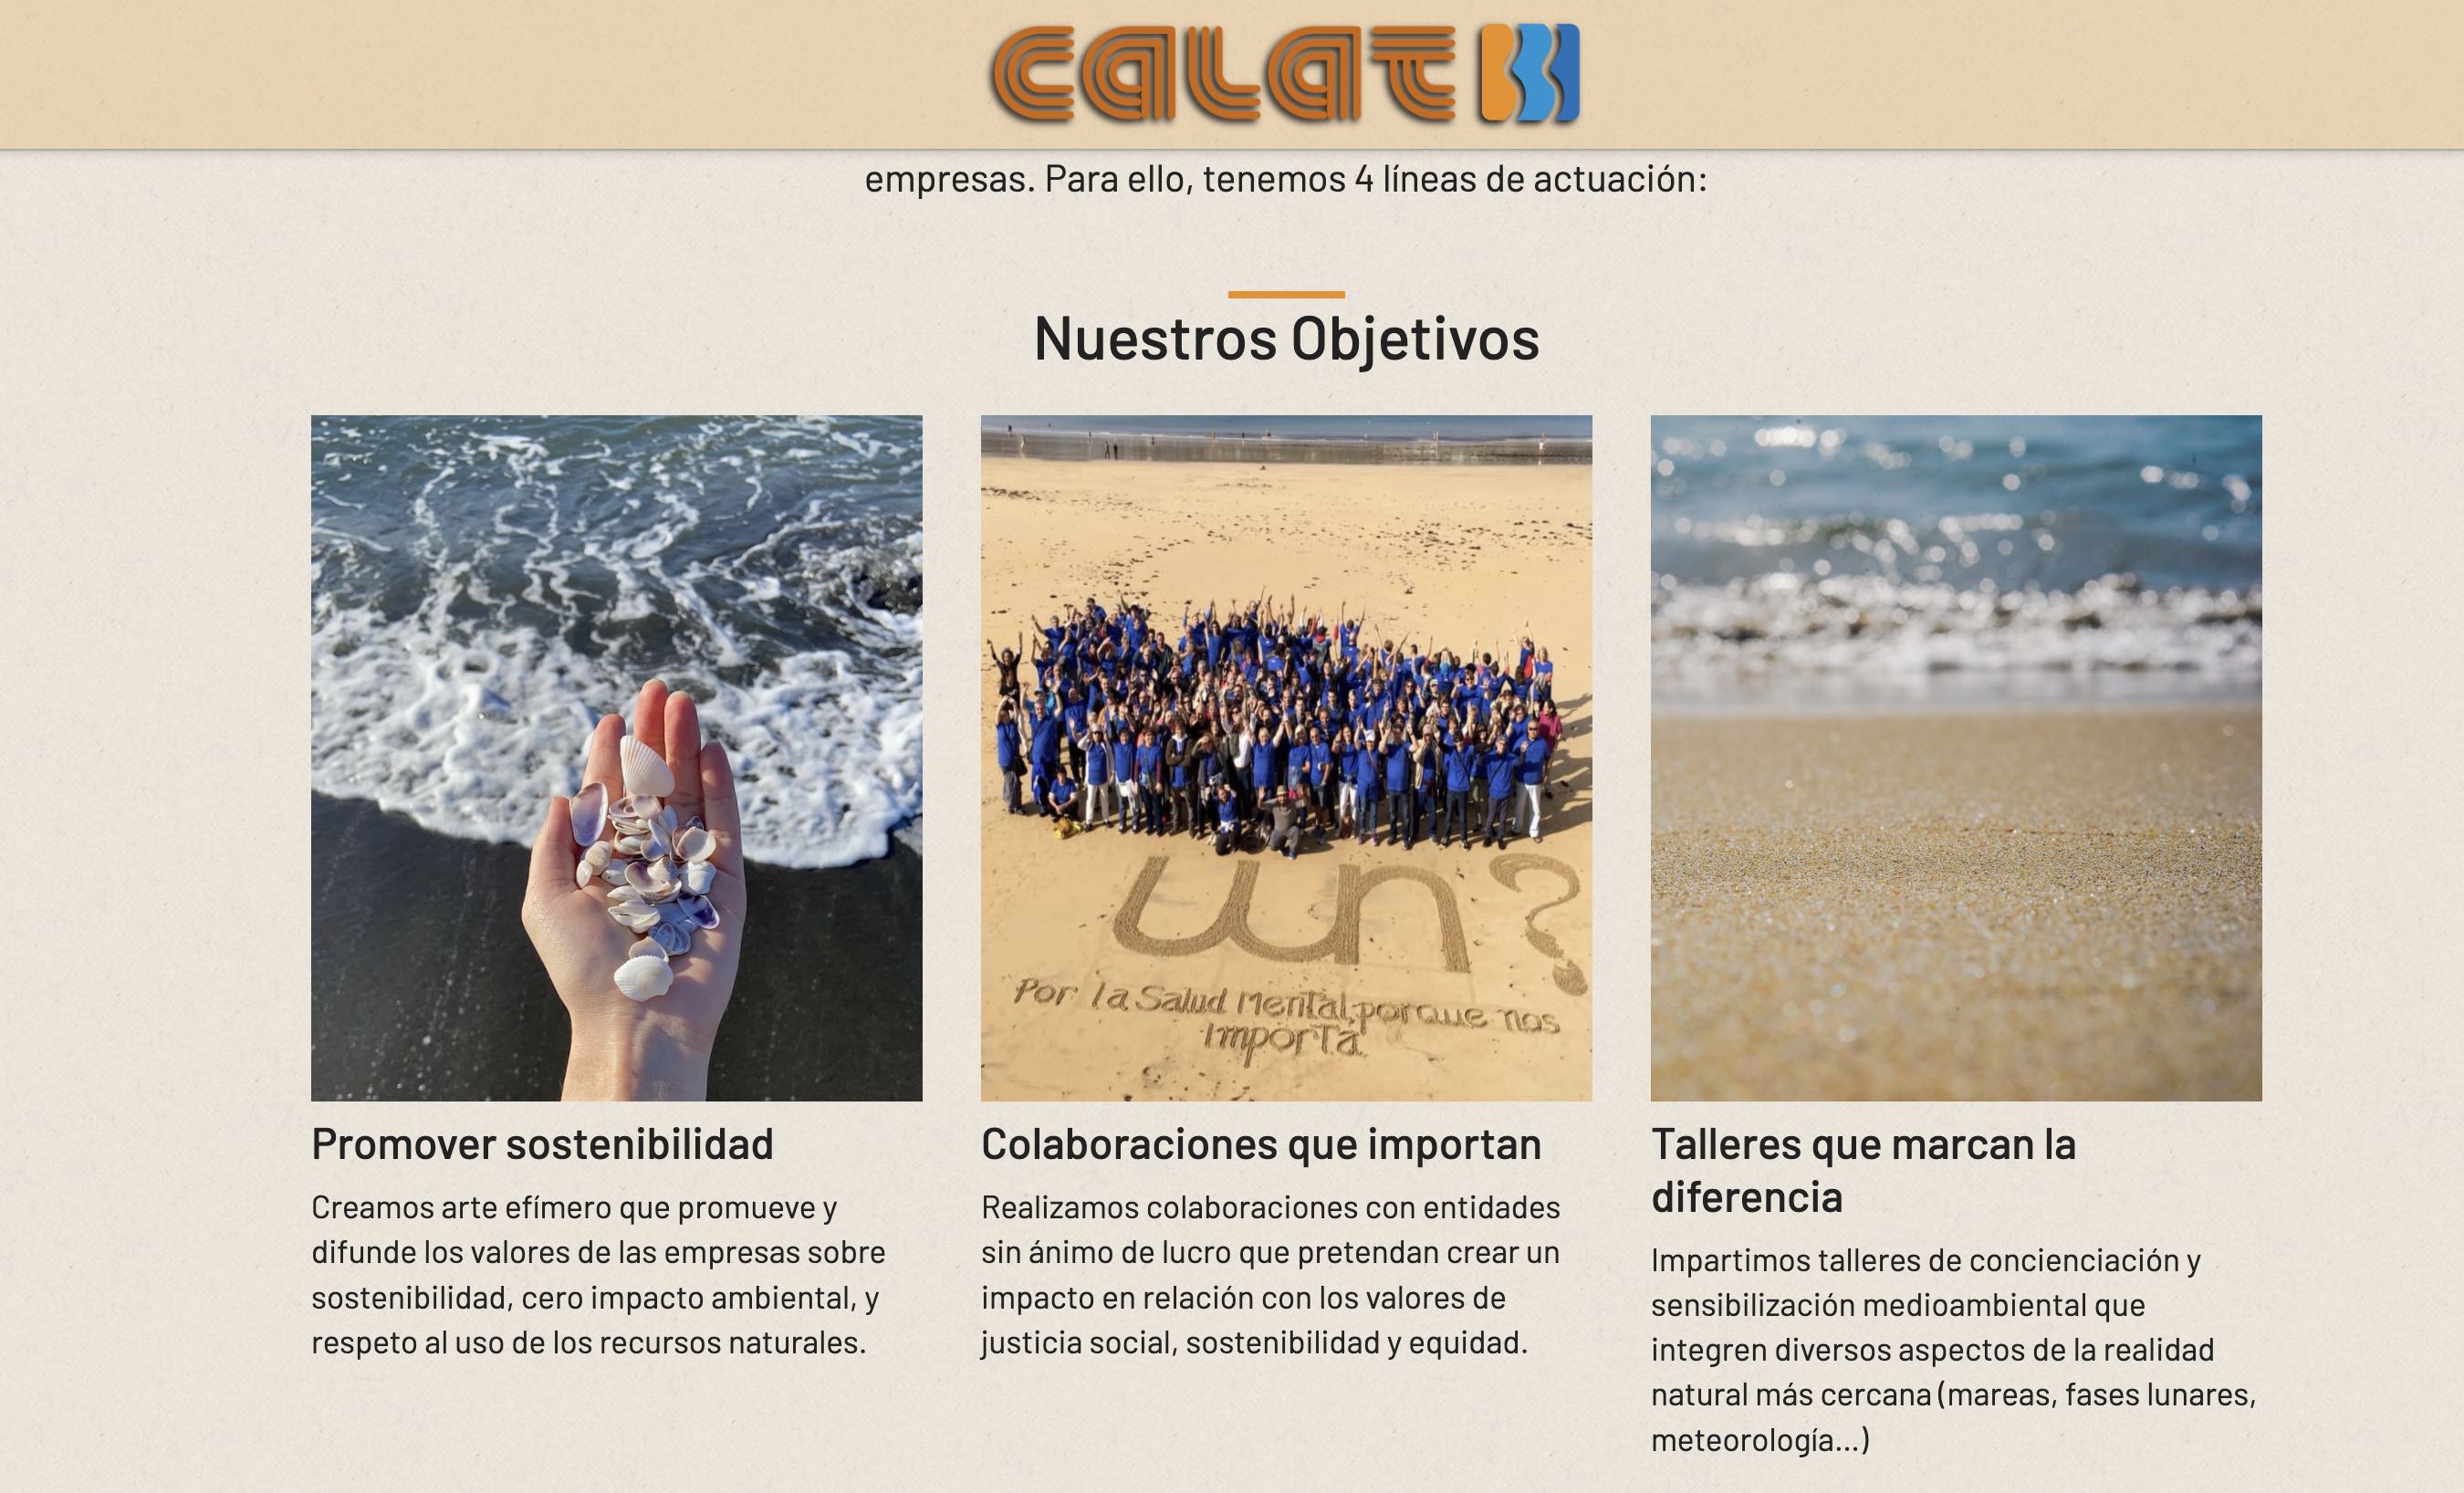 calat
empresas. Para ello, tenemos 4 líneas de actuación:
Nuestros Objetivos
un?
Por la Salud Mental, porque nos
importa
Promover sostenibilidad
Creamos arte efímero que promueve y
difunde los valores de las empresas sobre
sostenibilidad, cero impacto ambiental, y
respeto al uso de los recursos naturales.
Colaboraciones que importan
Realizamos colaboraciones con entidades
sin ánimo de lucro que pretendan crear un
impacto en relación con los valores de
justicia social, sostenibilidad y equidad.
Talleres que marcan la
diferencia
Impartimos talleres de concienciación y
sensibilización medioambiental que
integren diversos aspectos de la realidad
natural más cercana (mareas, fases lunares,
meteorología...)